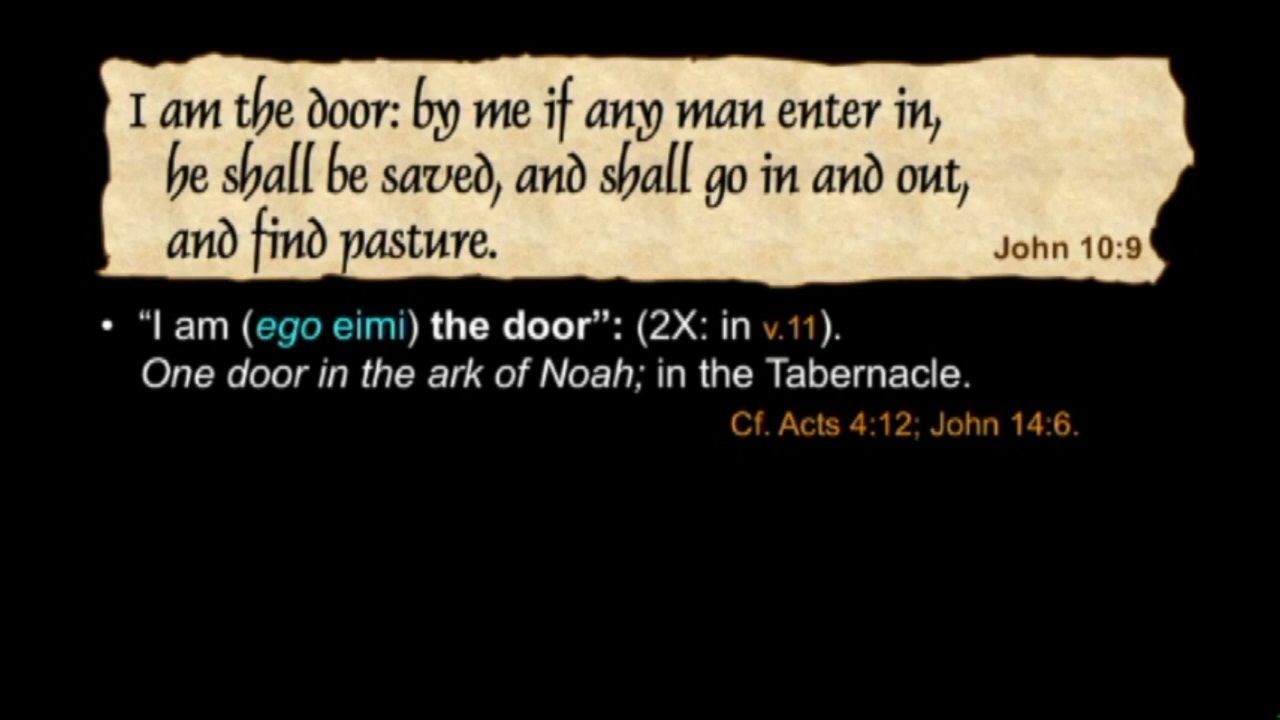 I am the door: by me if any man enter in,
he shall be saved, and shall go in and out,
and find pasture.
John 10:9
• “I am (ego eimi) the door”: (2X: in v.11).
One door in the ark of Noah; in the Tabernacle.
Cf. Acts 4:12; John 14:6.